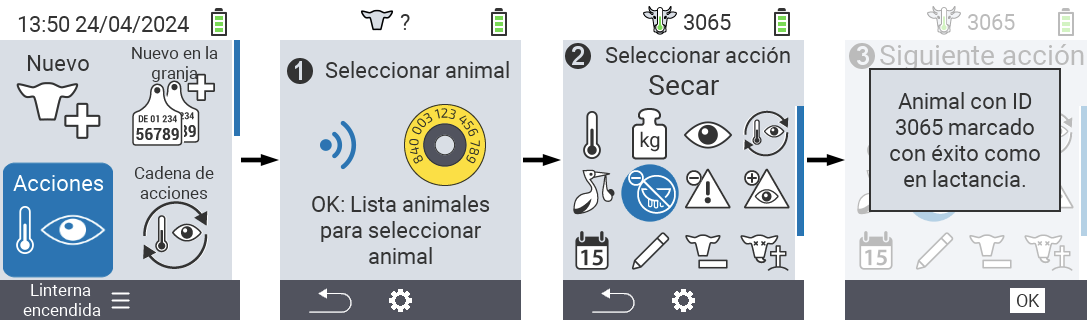 13:50 24/04/2024
Nuevo
Nuevo en la
granja
DE 01 234
56789
234
89
Acciones
Cadena de
acciones
Linterna
encendida
?
1 Seleccionar animal
840 003 123 456 789
OK: Lista animales
para seleccionar
animal
3065
2 Seleccionar acción
Secar
kg
15
3065
3 Siguiente acción
Animal con ID
3065 marcado
con éxito como
en lactancia.
15
OK